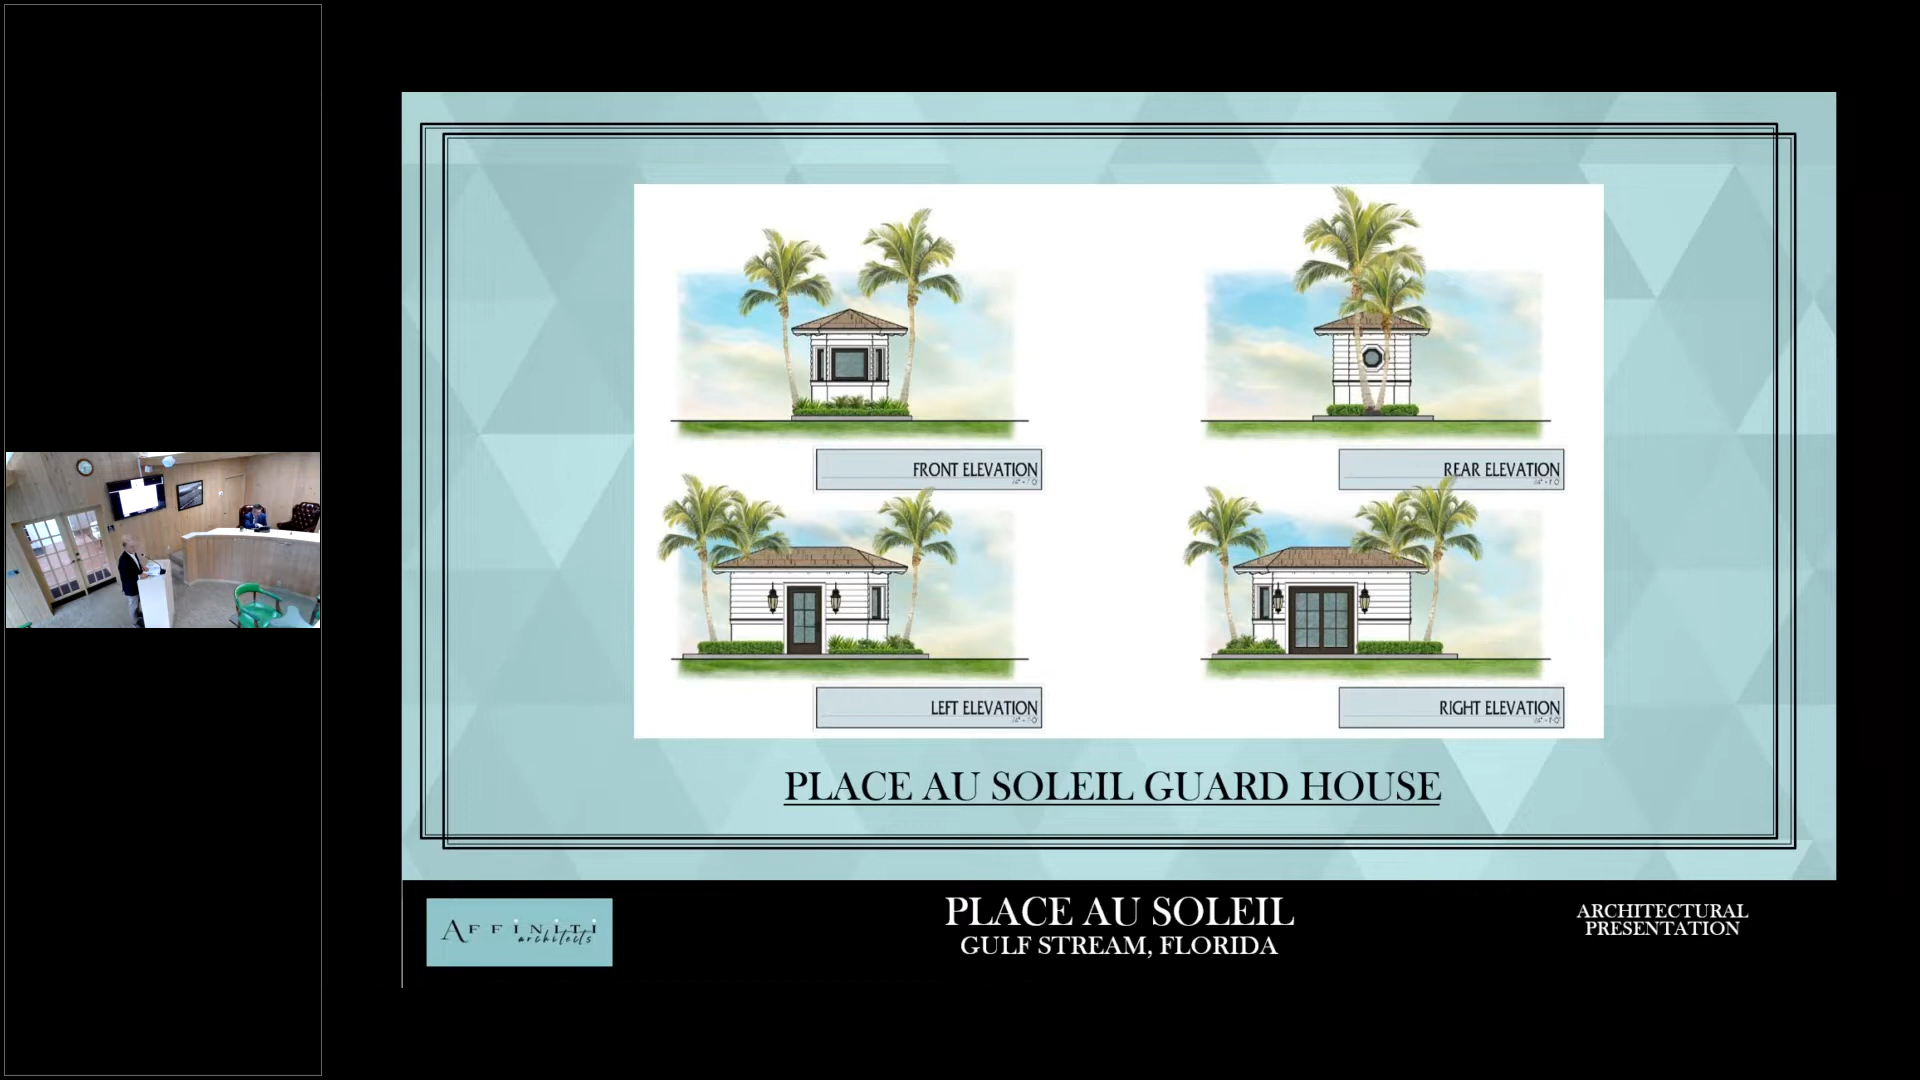 FRONT ELEVATION
REAR ELEVATION
LEFT ELEVATION
RIGHT ELEVATION
PLACE AU SOLEIL GUARD HOUSE
AFFINITI
architects
PLACE AU SOLEIL
GULF STREAM, FLORIDA
ARCHITECTURAL
PRESENTATION